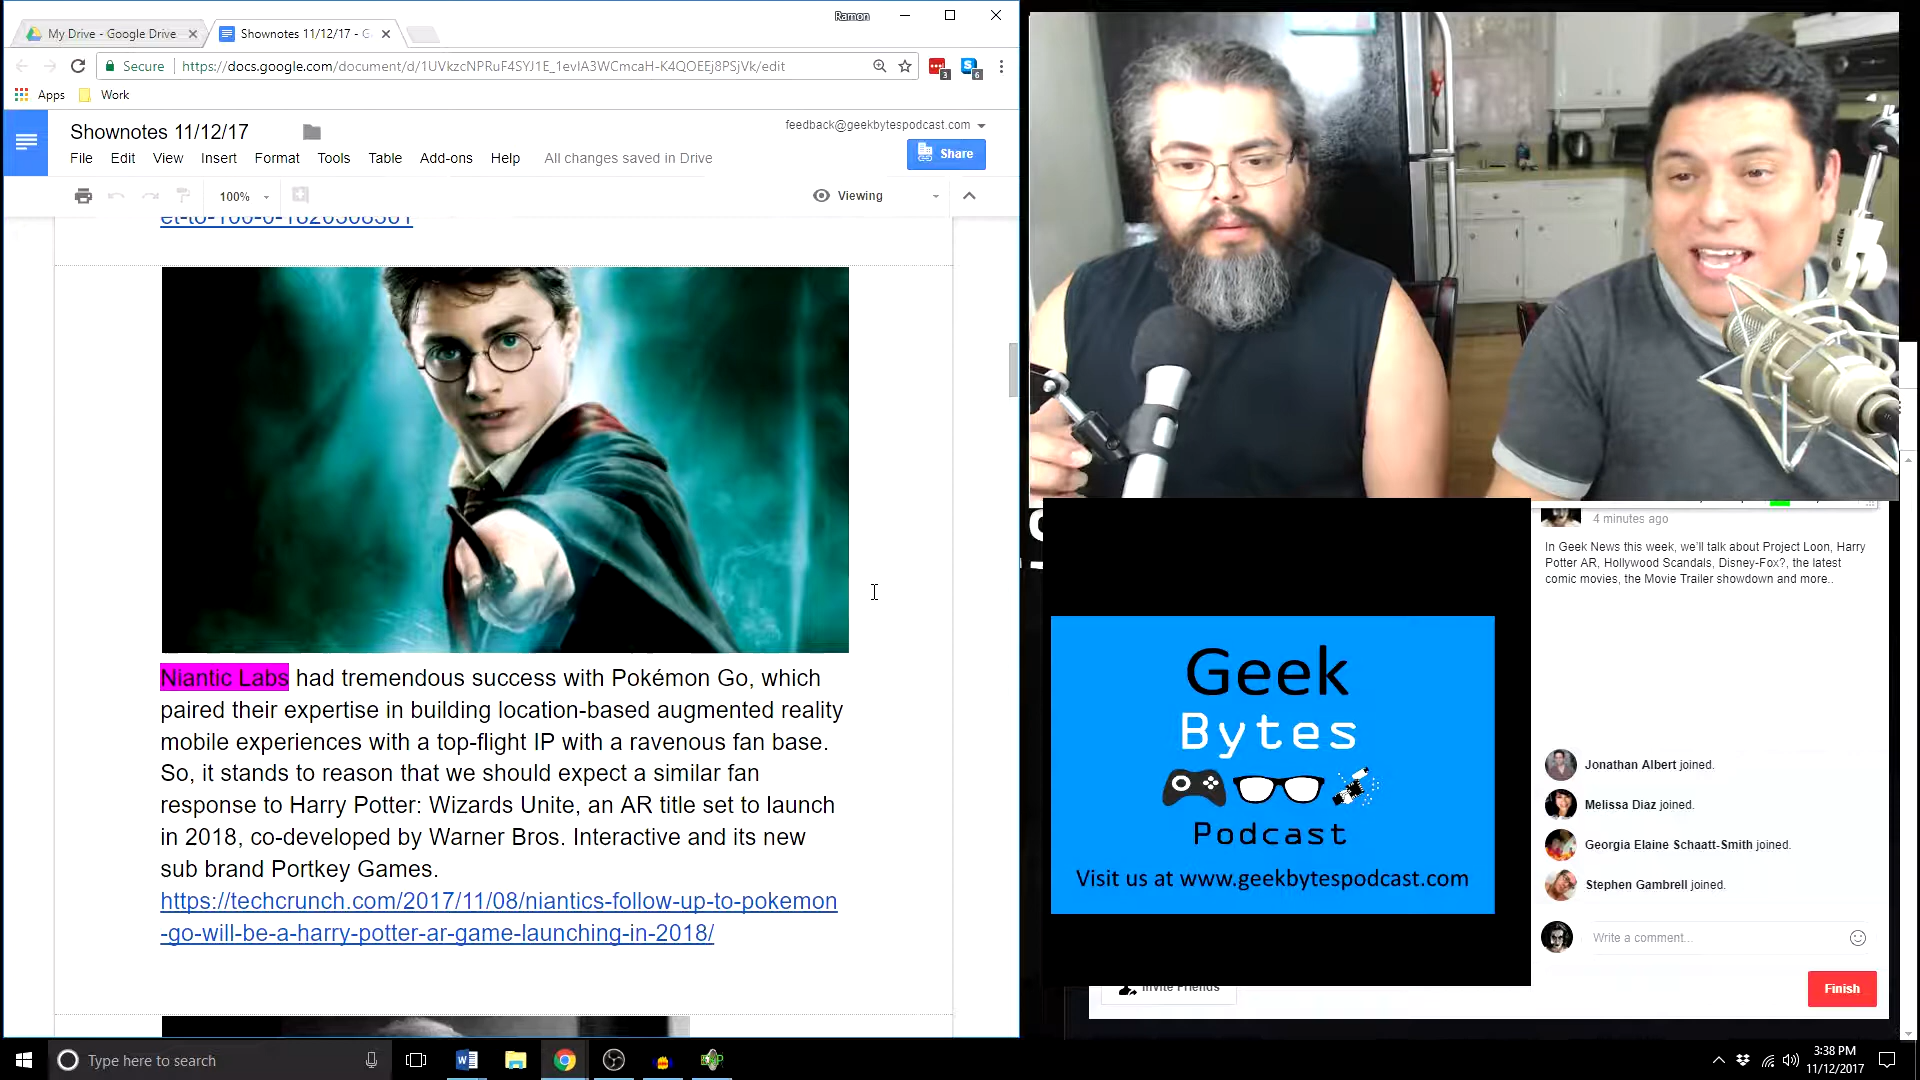 Ramon
My Drive - Google Drive
Shownotes 11/12/17 - G
Secure
https://docs.google.com/document/d/1UVkzcNPRuF4SYJ1E_1evIA3WCmcaH-K4QOEEj8PSjVk/edit
3
6
Apps
Work
Shownotes 11/12/17
feedback@geekbytespodcast.com
File Edit View Insert Format Tools Table Add-ons Help All changes saved in Drive
Share
100%
Viewing
Niantic Labs had tremendous success with Pokémon Go, which
paired their expertise in building location-based augmented reality
mobile experiences with a top-flight IP with a ravenous fan base.
So, it stands to reason that we should expect a similar fan
response to Harry Potter: Wizards Unite, an AR title set to launch
in 2018, co-developed by Warner Bros. Interactive and its new
sub brand Portkey Games.
https://techcrunch.com/2017/11/08/niantics-follow-up-to-pokemon
-go-will-be-a-harry-potter-ar-game-launching-in-2018/
4 minutes ago
In Geek News this week, we'll talk about Project Loon, Harry
Potter AR, Hollywood Scandals, Disney-Fox?, the latest
comic movies, the Movie Trailer showdown and more..
Geek
Bytes
Podcast
Visit us at www.geekbytespodcast.com
Jonathan Albert joined.
Melissa Diaz joined.
Georgia Elaine Schaatt-Smith joined.
Stephen Gambrell joined.
Write a comment...
Invite Friends
Finish
Type here to search
3:38 PM
11/12/2017